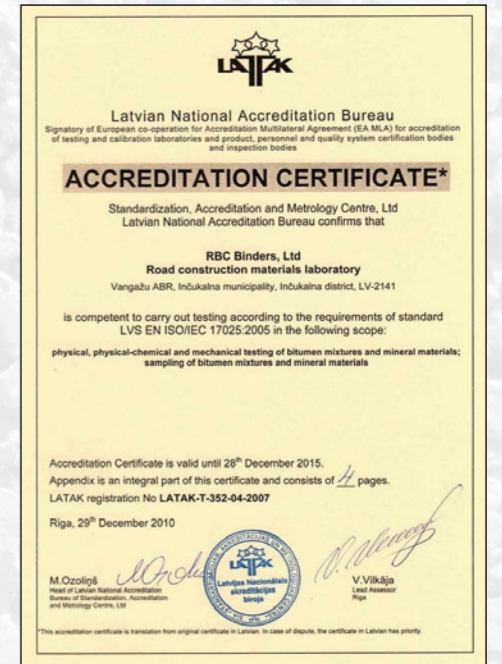 LATAK
Latvian National Accreditation Bureau
Signatory of European co-operation for Accreditation Multilateral Agreement (EA MLA) for accreditation
of testing and calibration laboratories and product, personnel and quality system certification bodies
and inspection bodies
ACCREDITATION CERTIFICATE*
Standardization, Accreditation and Metrology Centre, Ltd
Latvian National Accreditation Bureau confirms that
RBC Binders, Ltd
Road construction materials laboratory
Vangažu ABR, Inčukalna municipality, Inčukalna district, LV-2141
is competent to carry out testing according to the requirements of standard
LVS EN ISO/IEC 17025:2005 in the following scope:
physical, physical-chemical and mechanical testing of bitumen mixtures and mineral materials;
sampling of bitumen mixtures and mineral materials
Accreditation Certificate is valid until 28th December 2015.
Appendix is an integral part of this certificate and consists of 4 pages.
LATAK registration No LATAK-T-352-04-2007
Riga, 29th December 2010
M.Ozoliņš
Head of Latvian National Accreditation
Bureau of Standardization, Accreditation
and Metrology Centre, Ltd
LATAK
Latvijas Nacionālais
akreditācijas
birojs
V.Vilkāja
Lead Assessor
Riga
*This accreditation certificate is translation from original certificate in Latvian. In case of dispute, the certificate in Latvian has priority.